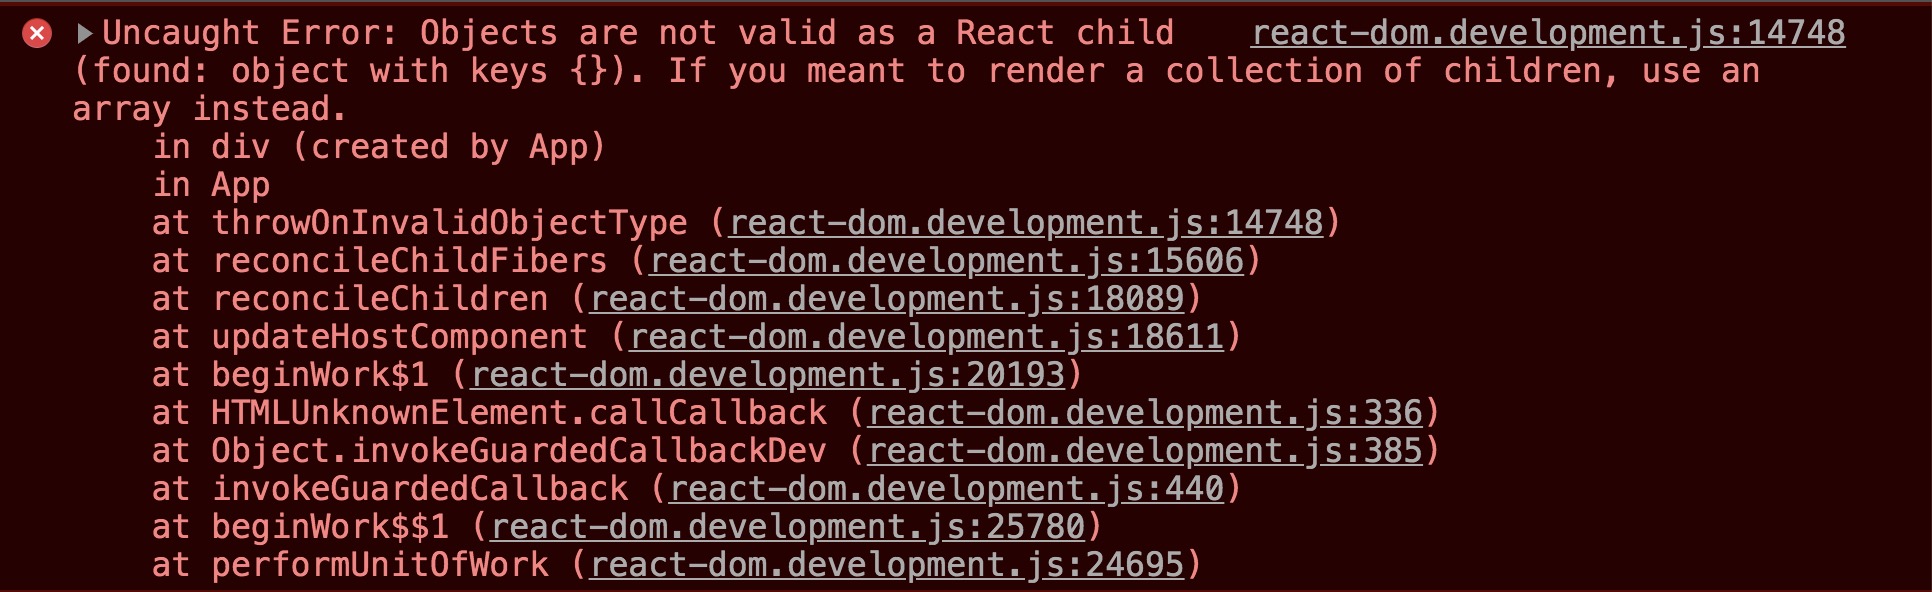 Uncaught Error: Objects are not valid as a React child react-dom.development.js:14748
(found: object with keys {}). If you meant to render a collection of children, use an
array instead.
in div (created by App)
in App
at throwOnInvalidObjectType (react-dom.development.js:14748)
at reconcileChildFibers (react-dom.development.js:15606)
at reconcileChildren (react-dom.development.js:18089)
at updateHostComponent (react-dom.development.js:18611)
at beginWork$1 (react-dom.development.js:20193)
at HTMLUnknownElement.callCallback (react-dom.development.js:336)
at Object.invokeGuardedCallbackDev (react-dom.development.js:385)
at invokeGuardedCallback (react-dom.development.js:440)
at beginWork$$1 (react-dom.development.js:25780)
at performUnitOfWork (react-dom.development.js:24695)